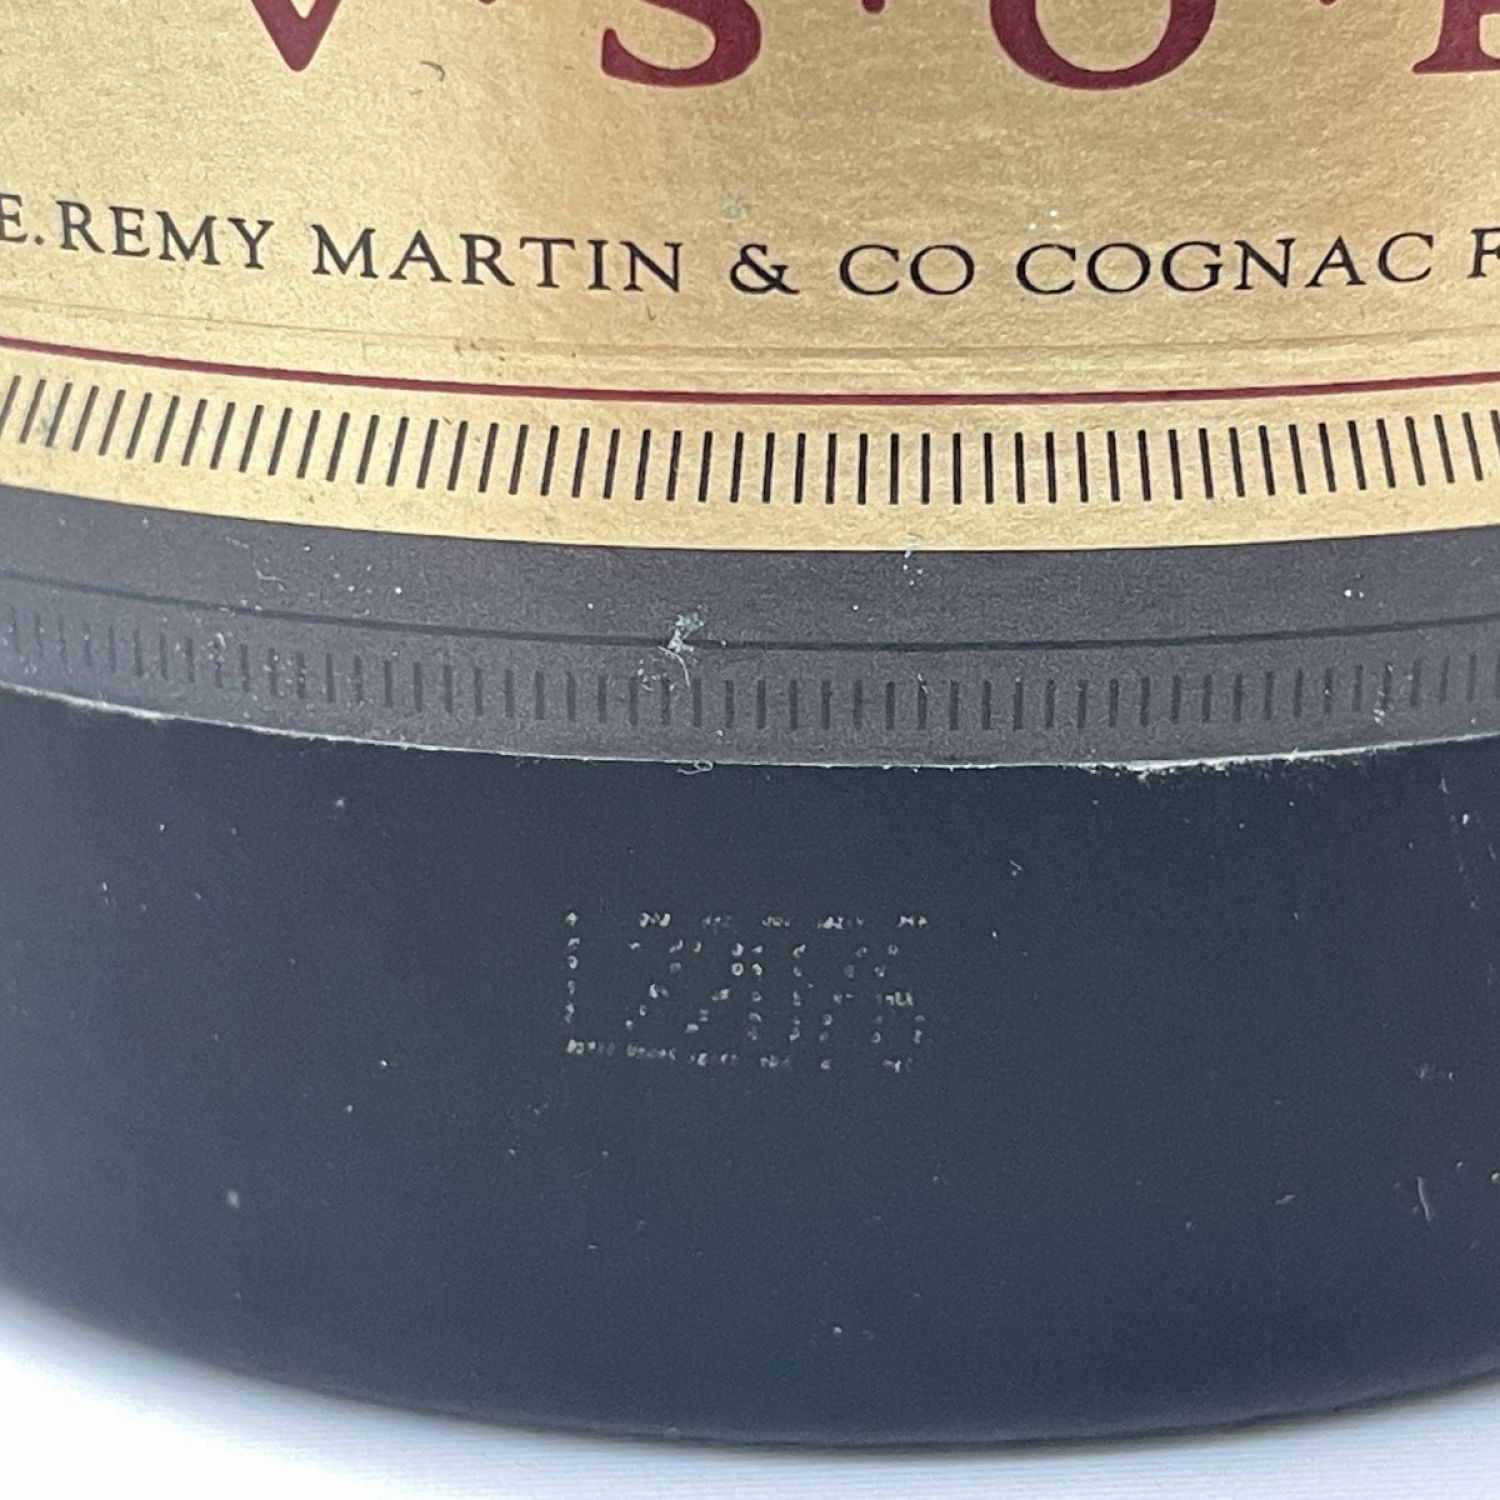 V·S·O·P
E.REMY MARTIN & CO COGNAC F